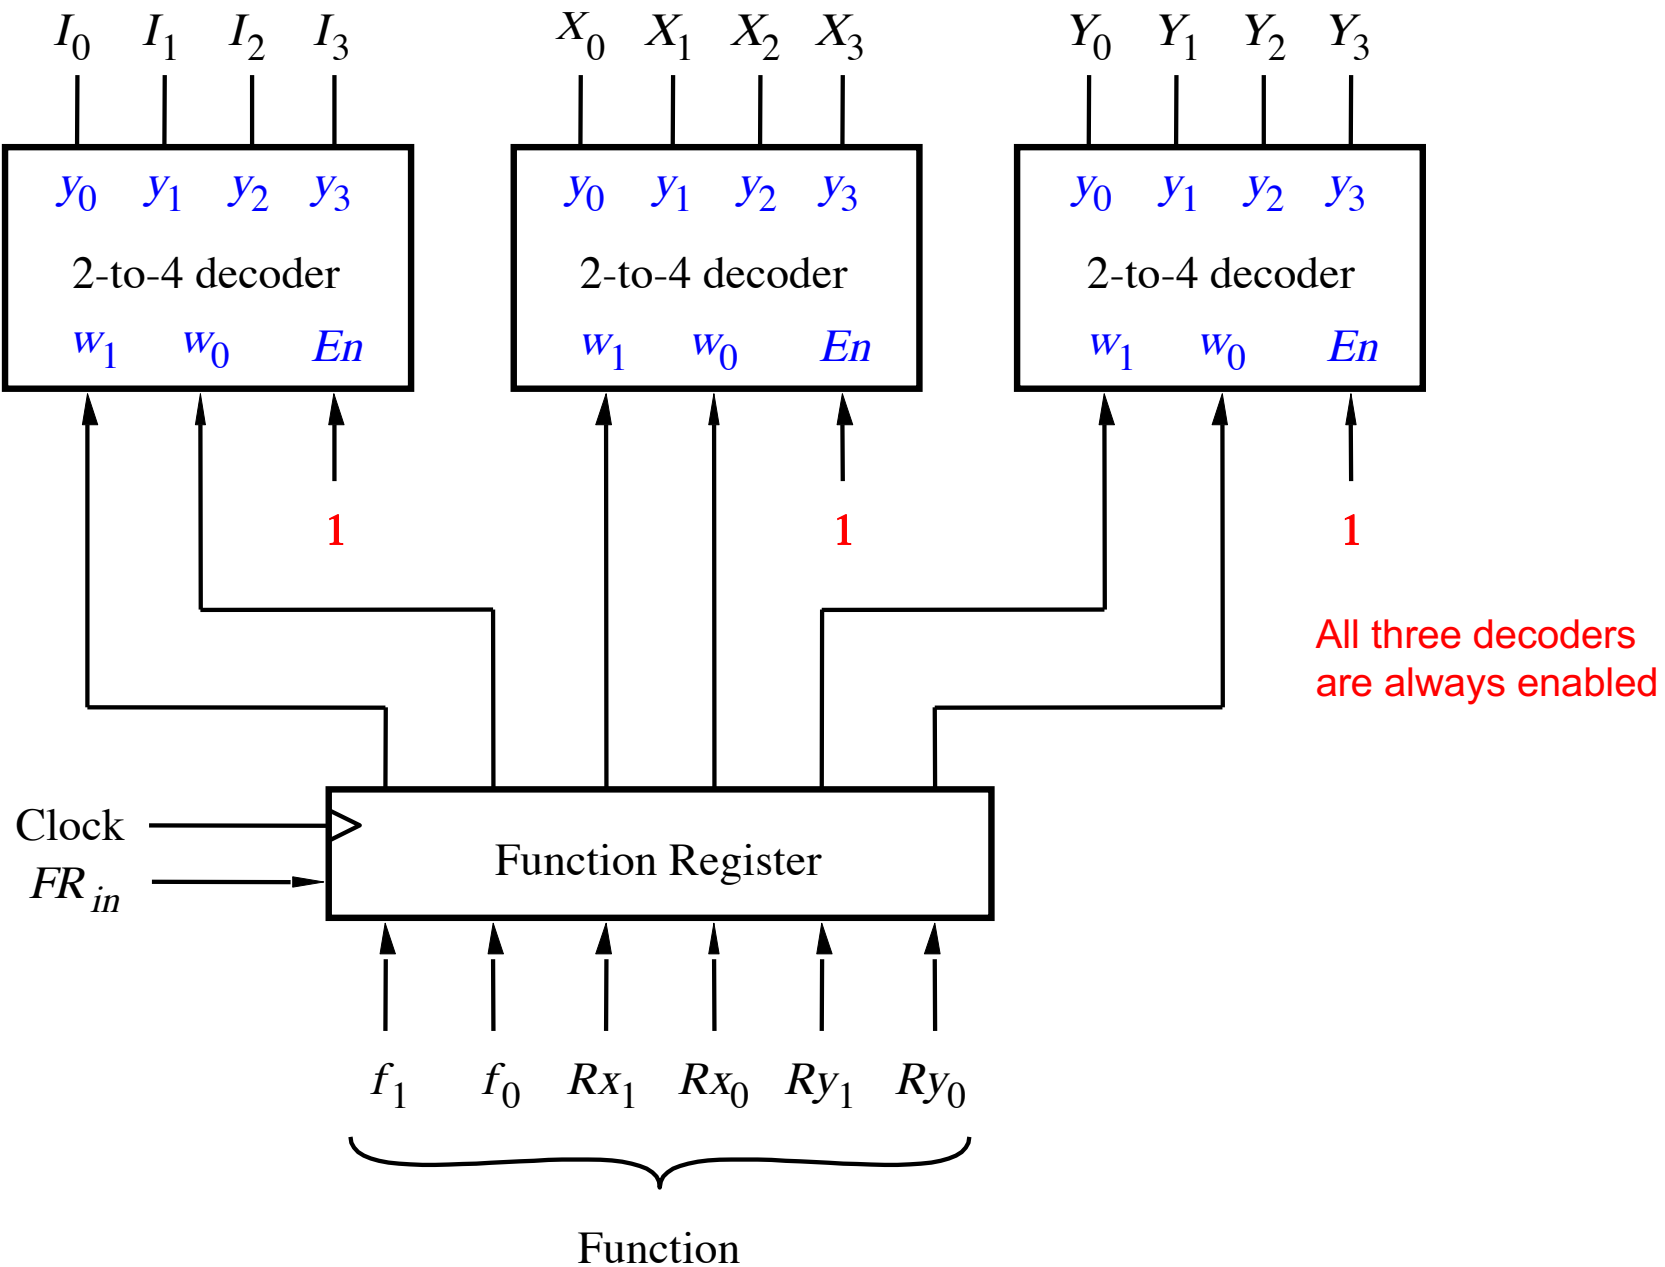 I0 I1 I2 I3 X0 X1 X2 X3 Y0 Y1 Y2 Y3
y0 y1 y2 y3 y0 y1 y2 y3 y0 y1 y2 y3
2-to-4 decoder 2-to-4 decoder 2-to-4 decoder
w1 w0 En w1 w0 En w1 w0 En
1 1 1
All three decoders
are always enabled
Clock
Function Register
FR in
f1 f0 Rx1 Rx0 Ry1 Ry0
Function